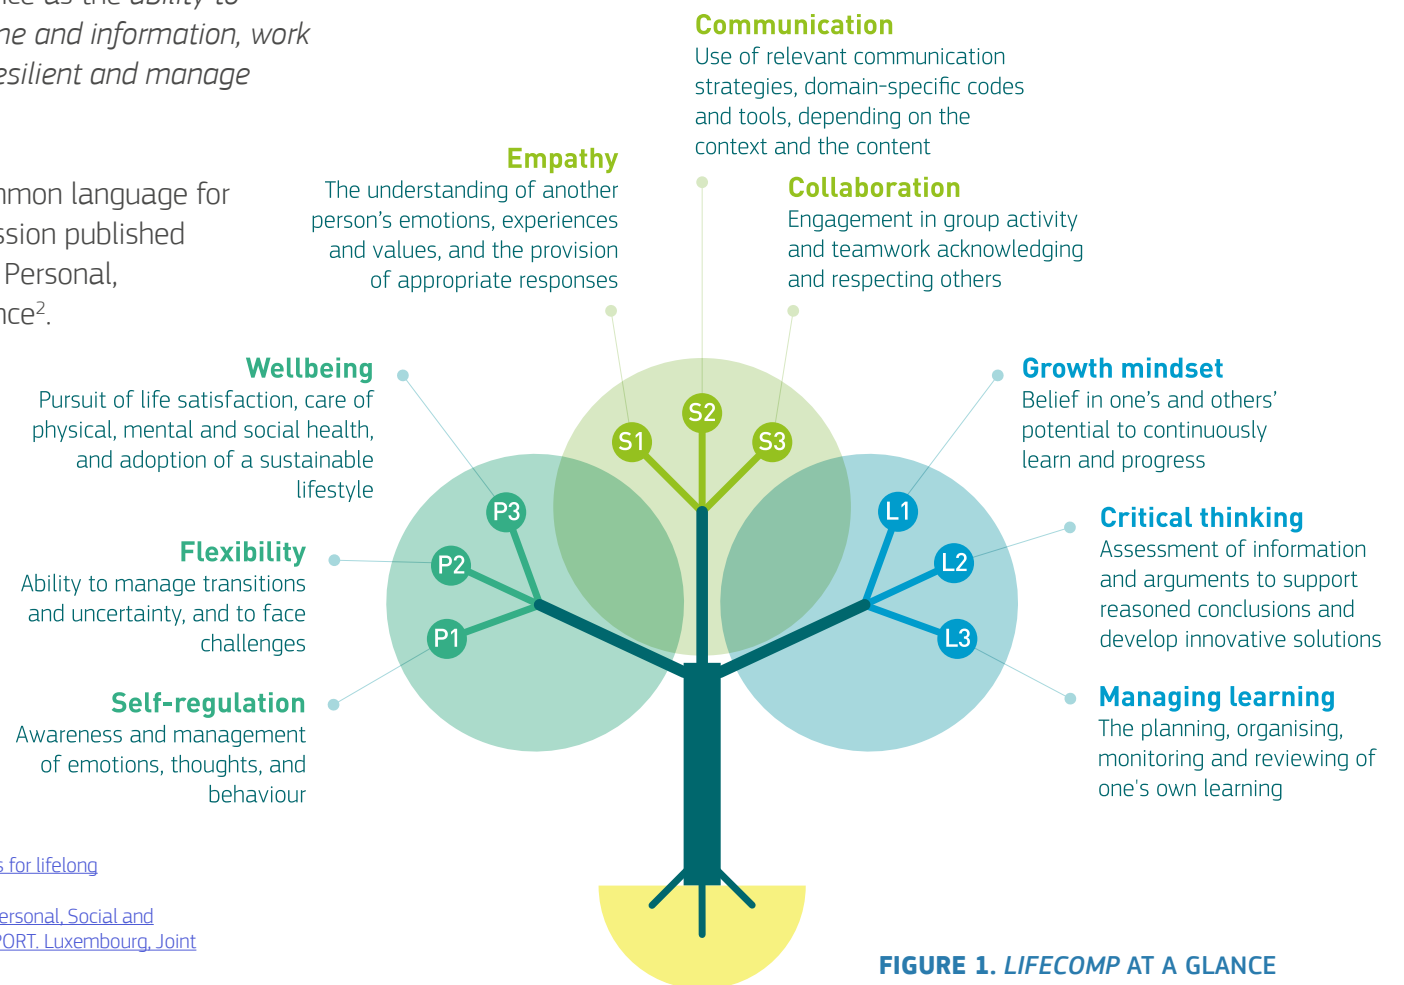 ability to
me and information, work
resilient and manage
mmon language for
ssion published
Personal,
nce².
s for lifelong
ersonal, Social and
PORT. Luxembourg, Joint
Communication
Use of relevant communication
strategies, domain-specific codes
and tools, depending on the
context and the content
Empathy
The understanding of another
person’s emotions, experiences
and values, and the provision
of appropriate responses
Collaboration
Engagement in group activity
and teamwork acknowledging
and respecting others
Wellbeing
Pursuit of life satisfaction, care of
physical, mental and social health,
and adoption of a sustainable
lifestyle
Flexibility
Ability to manage transitions
and uncertainty, and to face
challenges
Self-regulation
Awareness and management
of emotions, thoughts, and
behaviour
S1
S2
S3
P3
P2
P1
L1
L2
L3
Growth mindset
Belief in one’s and others’
potential to continuously
learn and progress
Critical thinking
Assessment of information
and arguments to support
reasoned conclusions and
develop innovative solutions
Managing learning
The planning, organising,
monitoring and reviewing of
one's own learning
FIGURE 1. LIFECOMP AT A GLANCE